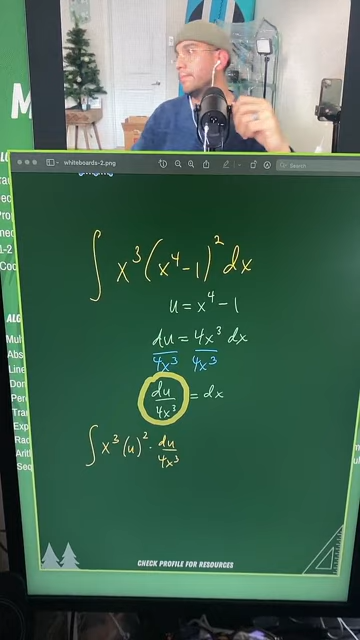 M
whiteboards-2.png
Search
∫ x³(x⁴-1)² dx
u = x⁴ - 1
du = 4x³ dx
4x³ 4x³
du/4x³ = dx
∫ x³ (u)² · du/4x³
CHECK PROFILE FOR RESOURCES